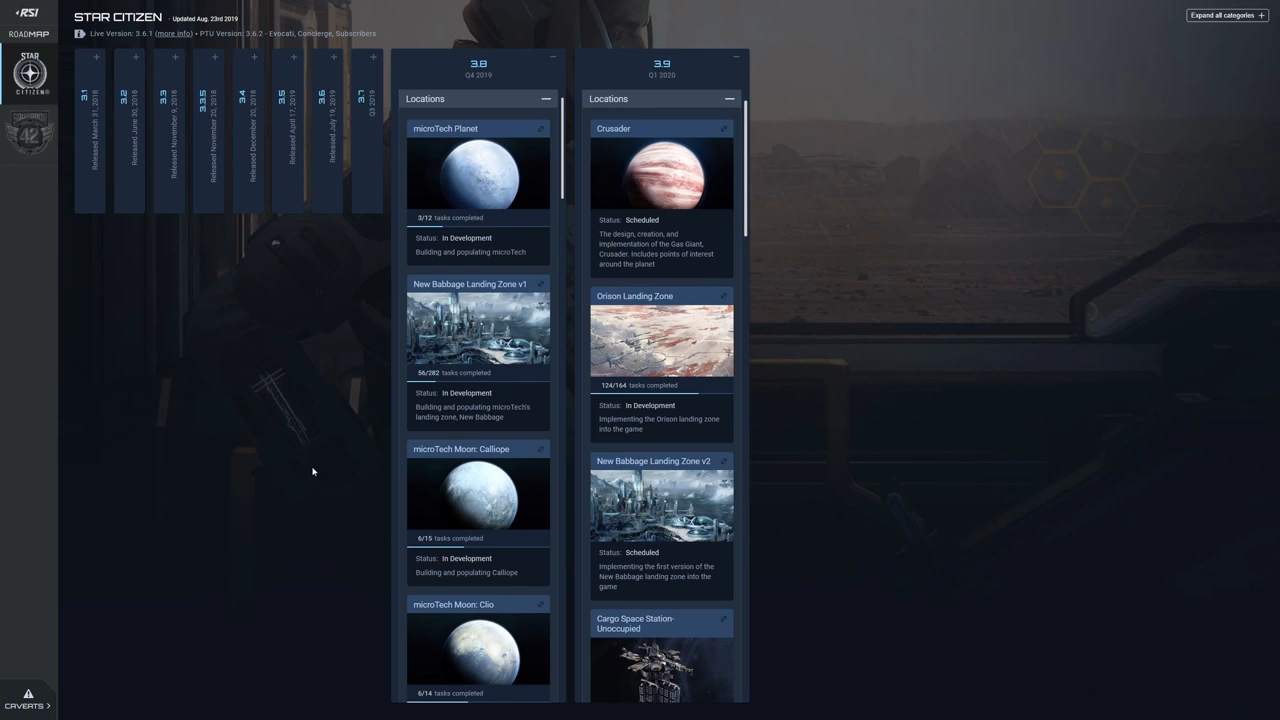 RSI
ROADMAP
STAR CITIZEN®
42
CAVERTS
STAR CITIZEN • Updated Aug. 23rd 2019
Live Version: 3.6.1 (more info) • PTU Version: 3.6.2 - Evocati, Concierge, Subscribers
Expand all categories
3.1 Released March 31, 2018
3.2 Released June 30, 2018
3.3 Released November 9, 2018
3.3.5 Released November 20, 2018
3.4 Released December 20, 2018
3.5 Released April 17, 2019
3.6 Released July 19, 2019
3.7 Q3 2019
3.8
Q4 2019
Locations
microTech Planet
3/12 tasks completed
Status: In Development
Building and populating microTech
New Babbage Landing Zone v1
56/282 tasks completed
Status: In Development
Building and populating microTech's
landing zone, New Babbage
microTech Moon: Calliope
6/15 tasks completed
Status: In Development
Building and populating Calliope
microTech Moon: Clio
6/14 tasks completed
3.9
Q1 2020
Locations
Crusader
Status: Scheduled
The design, creation, and
implementation of the Gas Giant,
Crusader. Includes points of interest
around the planet
Orison Landing Zone
124/164 tasks completed
Status: In Development
Implementing the Orison landing zone
into the game
New Babbage Landing Zone v2
Status: Scheduled
Implementing the first version of the
New Babbage landing zone into the
game
Cargo Space Station-
Unoccupied